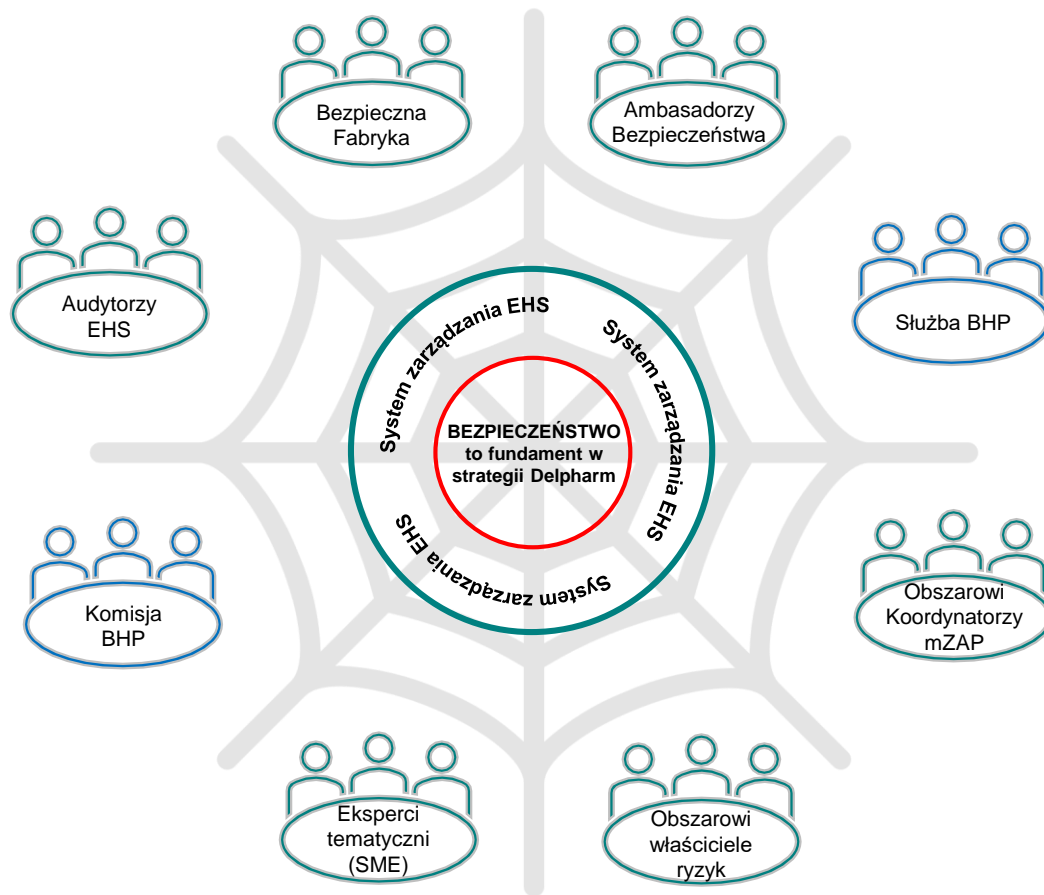 Bezpieczna
Fabryka
Ambasadorzy
Bezpieczeństwa
Audytorzy
EHS
Służba BHP
System zarządzania EHS
System zarządzania EHS
System zarządzania EHS
BEZPIECZEŃSTWO
to fundament w
strategii Delpharm
Komisja
BHP
Obszarowi
Koordynatorzy
mZAP
Eksperci
tematyczni
(SME)
Obszarowi
właściciele
ryzyk